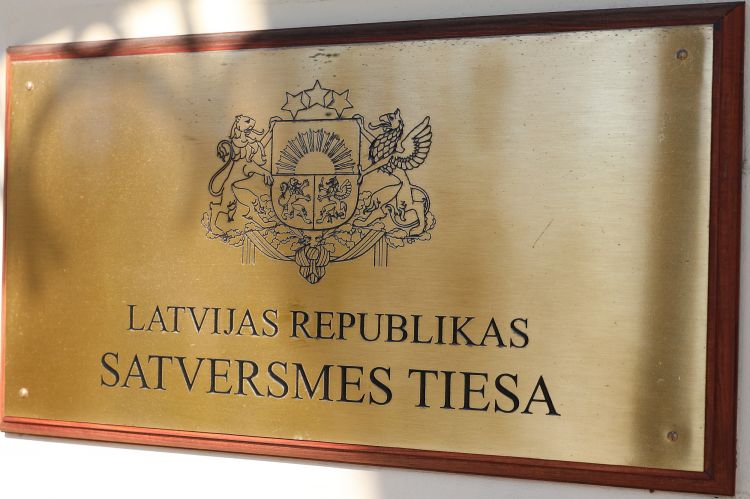 LATVIJAS REPUBLIKAS
SATVERSMES TIESA